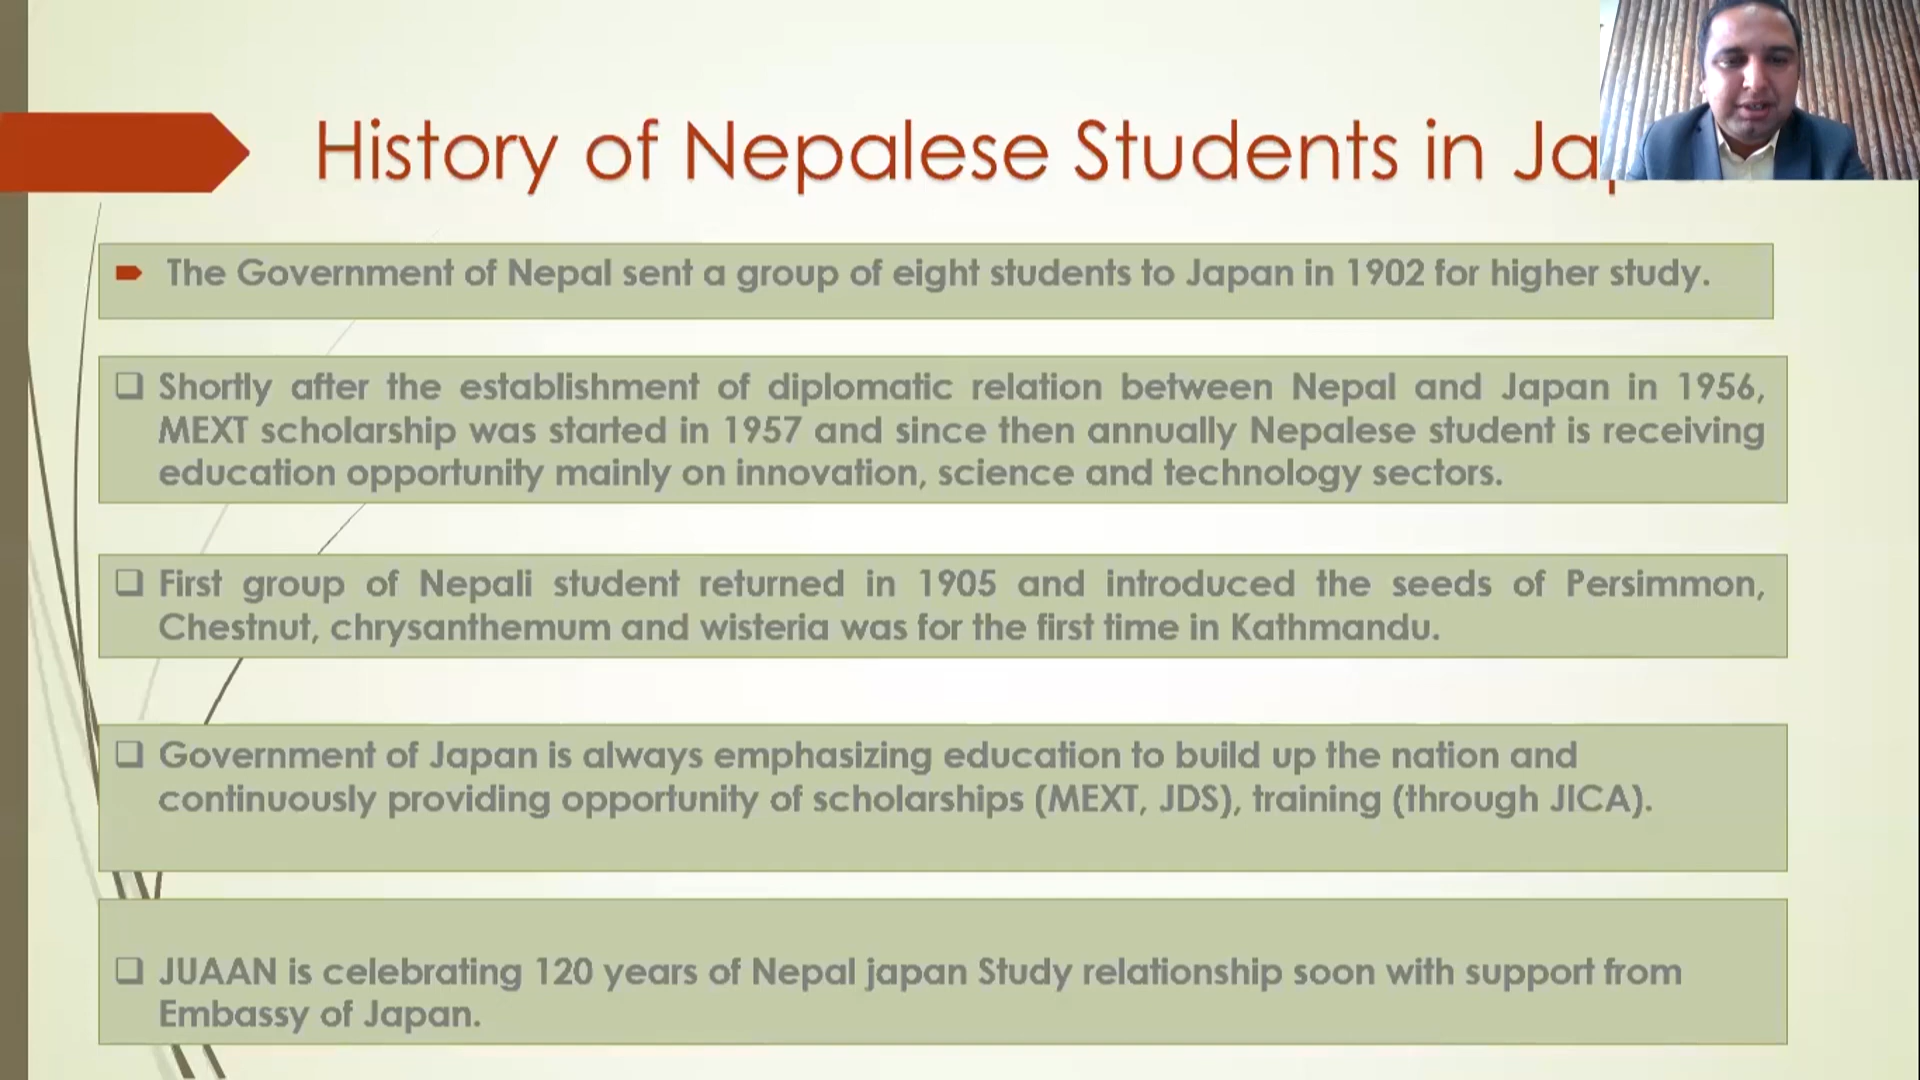 History of Nepalese Students in
The Government of Nepal sent a group of eight students to Japan in 1902 for higher study.
Shortly after the establishment of diplomatic relation between Nepal and Japan in 1956,
MEXT scholarship was started in 1957 and since then annually Nepalese student is receiving
education opportunity mainly on innovation, science and technology sectors.
First group of Nepali student returned in 1905 and introduced the seeds of Persimmon,
Chestnut, chrysanthemum and wisteria was for the first time in Kathmandu.
Government of Japan is always emphasizing education to build up the nation and
continuously providing opportunity of scholarships (MEXT, JDS), training (through JICA).
JUAAN is celebrating 120 years of Nepal japan Study relationship soon with support from
Embassy of Japan.